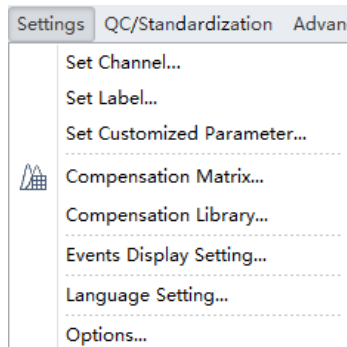 Settings QC/Standardization Advan
Set Channel...
Set Label...
Set Customized Parameter...
Compensation Matrix...
Compensation Library...
Events Display Setting...
Language Setting...
Options...